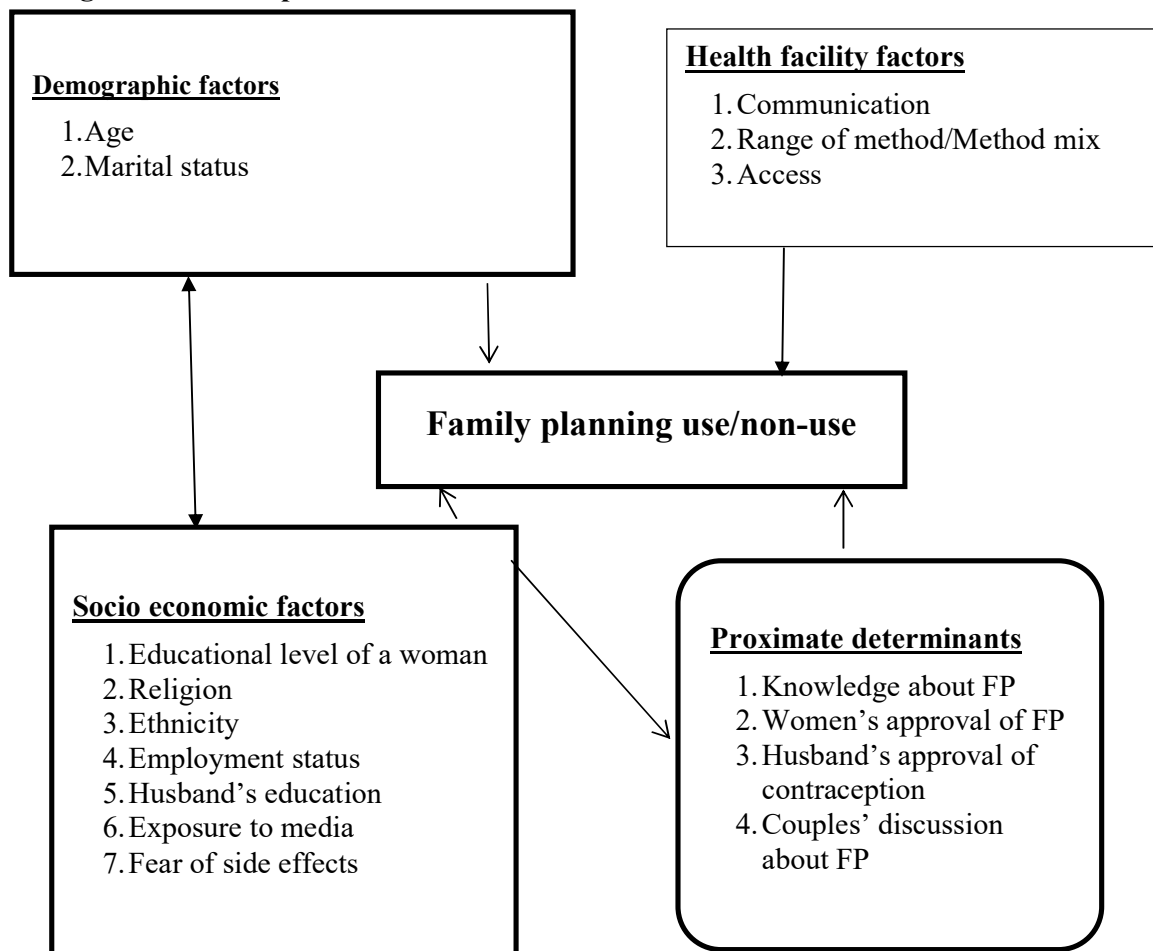 Demographic factors
1. Age
2. Marital status
Health facility factors
1. Communication
2. Range of method/Method mix
3. Access
Family planning use/non-use
Socio economic factors
1. Educational level of a woman
2. Religion
3. Ethnicity
4. Employment status
5. Husband’s education
6. Exposure to media
7. Fear of side effects
Proximate determinants
1. Knowledge about FP
2. Women’s approval of FP
3. Husband’s approval of
contraception
4. Couples’ discussion
about FP